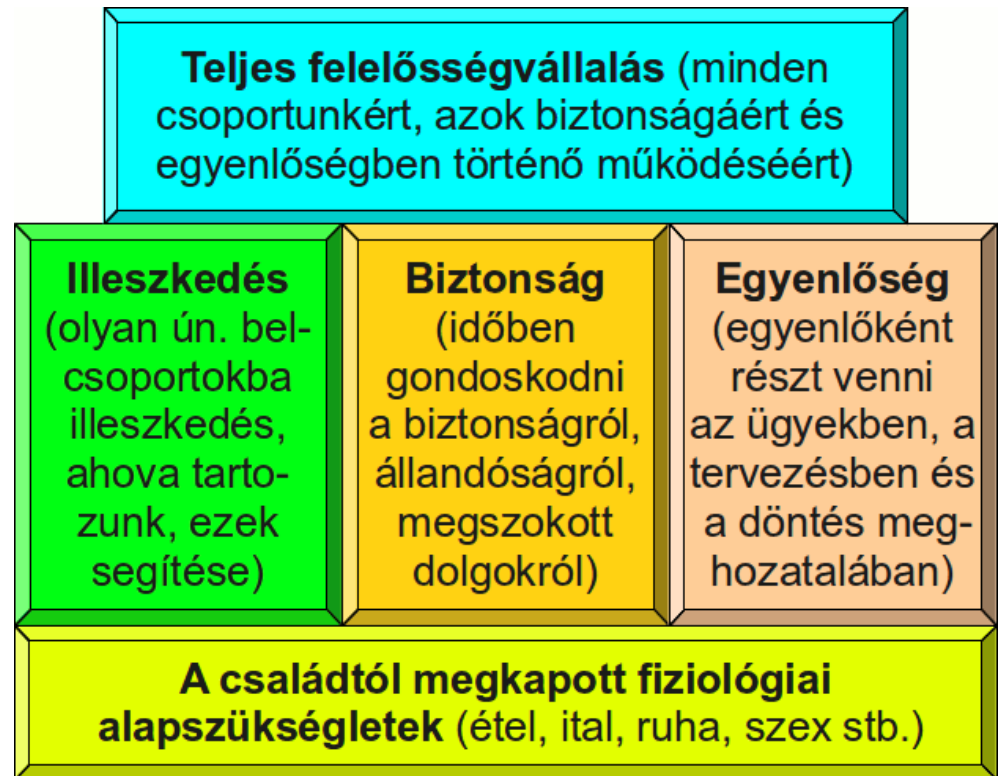 Teljes felelősségvállalás (minden
csoportunkért, azok biztonságáért és
egyenlőségben történő működéséért)
Illeszkedés
(olyan ún. bel-
csoportokba
illeszkedés,
ahova tarto-
zunk, ezek
segítése)
Biztonság
(időben
gondoskodni
a biztonságról,
állandóságról,
megszokott
dolgokról)
Egyenlőség
(egyenlőként
részt venni
az ügyekben, a
tervezésben és
a döntés meg-
hozatalában)
A családtól megkapott fiziológiai
alapszükségletek (étel, ital, ruha, szex stb.)